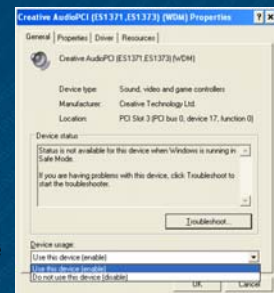 Creative AudioPCI (ES1371,ES1373) (WDM) Properties
General Properties Driver Resources
Creative AudioPCI (ES1371,ES1373) (WDM)
Device type: Sound, video and game controllers
Manufacturer: Creative Technology Ltd.
Location: PCI Slot 3 (PCI bus 0, device 17, function 0)
Device status
Status is not available for this device when Windows is running in
Safe Mode.
If you are having problems with this device, click Troubleshoot to
start the troubleshooter.
Troubleshoot...
Device usage:
Use this device (enable)
Use this device (enable)
Do not use this device (disable)
OK Cancel